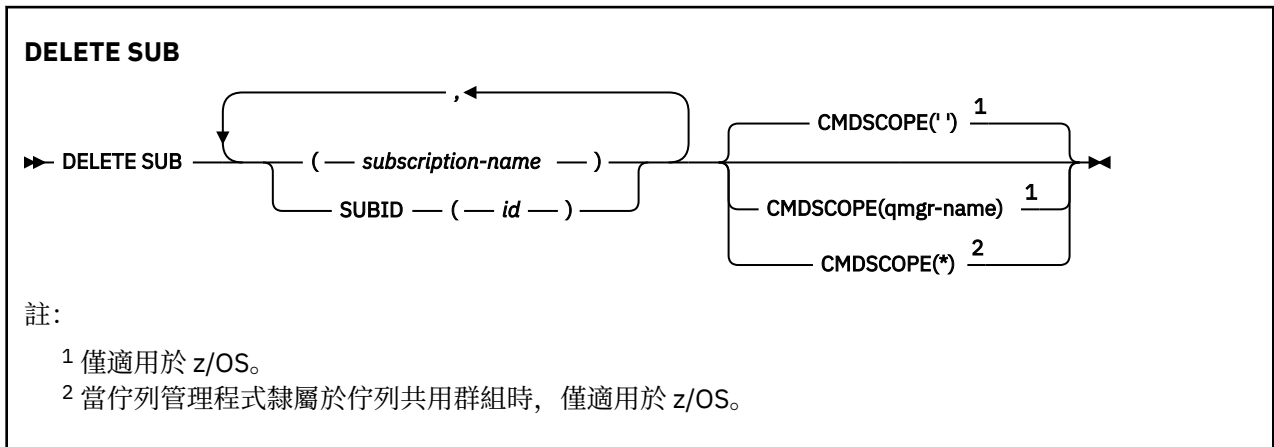 DELETE SUB
,
DELETE SUB
( subscription-name )
SUBID ( id )
CMDSCOPE(' ') 1
CMDSCOPE(qmgr-name) 1
CMDSCOPE(*) 2
註：
1 僅適用於 z/OS。
2 當佇列管理程式隸屬於佇列共用群組時，僅適用於 z/OS。